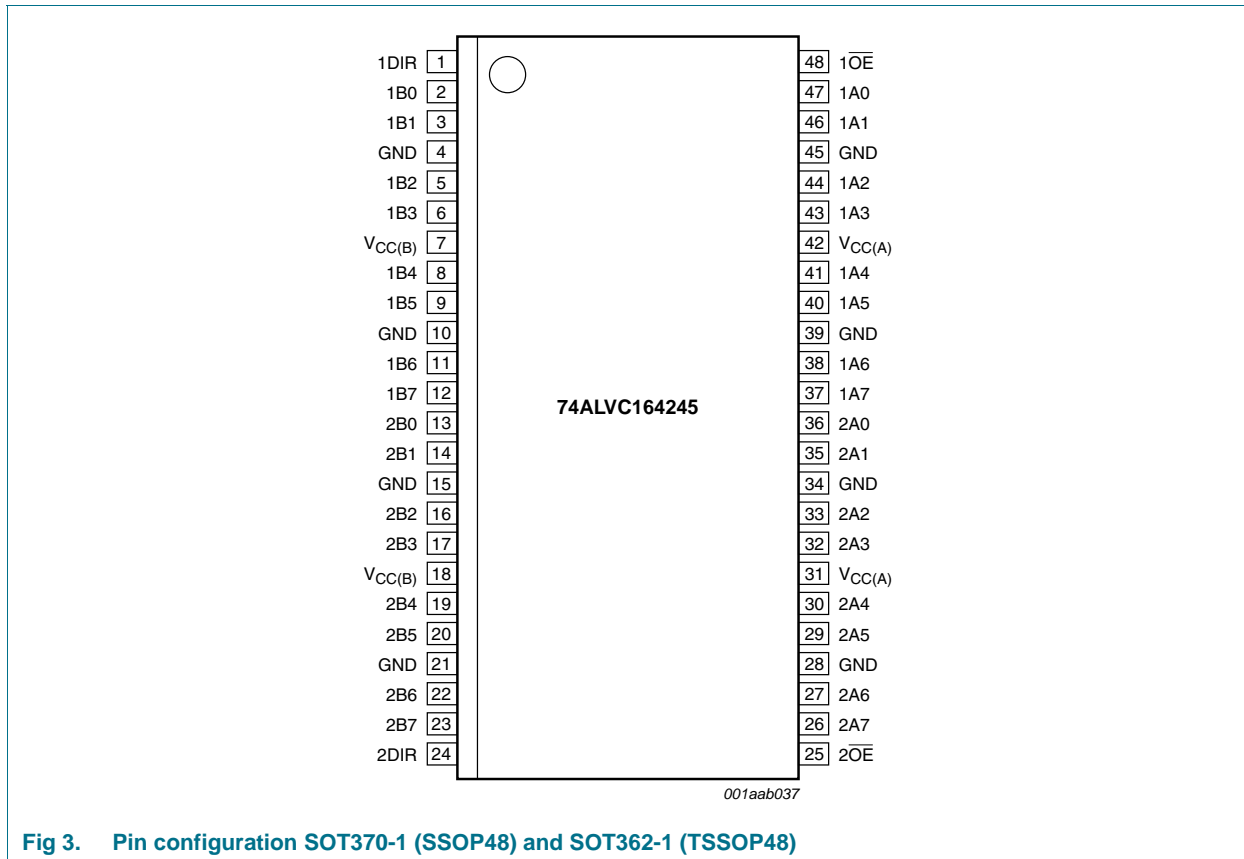 1DIR 1 48 1O̅E̅
1B0 2 47 1A0
1B1 3 46 1A1
GND 4 45 GND
1B2 5 44 1A2
1B3 6 43 1A3
VCC(B) 7 42 VCC(A)
1B4 8 41 1A4
1B5 9 40 1A5
GND 10 39 GND
1B6 11 38 1A6
1B7 12 37 1A7
74ALVC164245
2B0 13 36 2A0
2B1 14 35 2A1
GND 15 34 GND
2B2 16 33 2A2
2B3 17 32 2A3
VCC(B) 18 31 VCC(A)
2B4 19 30 2A4
2B5 20 29 2A5
GND 21 28 GND
2B6 22 27 2A6
2B7 23 26 2A7
2DIR 24 25 2O̅E̅
001aab037
Fig 3. Pin configuration SOT370-1 (SSOP48) and SOT362-1 (TSSOP48)